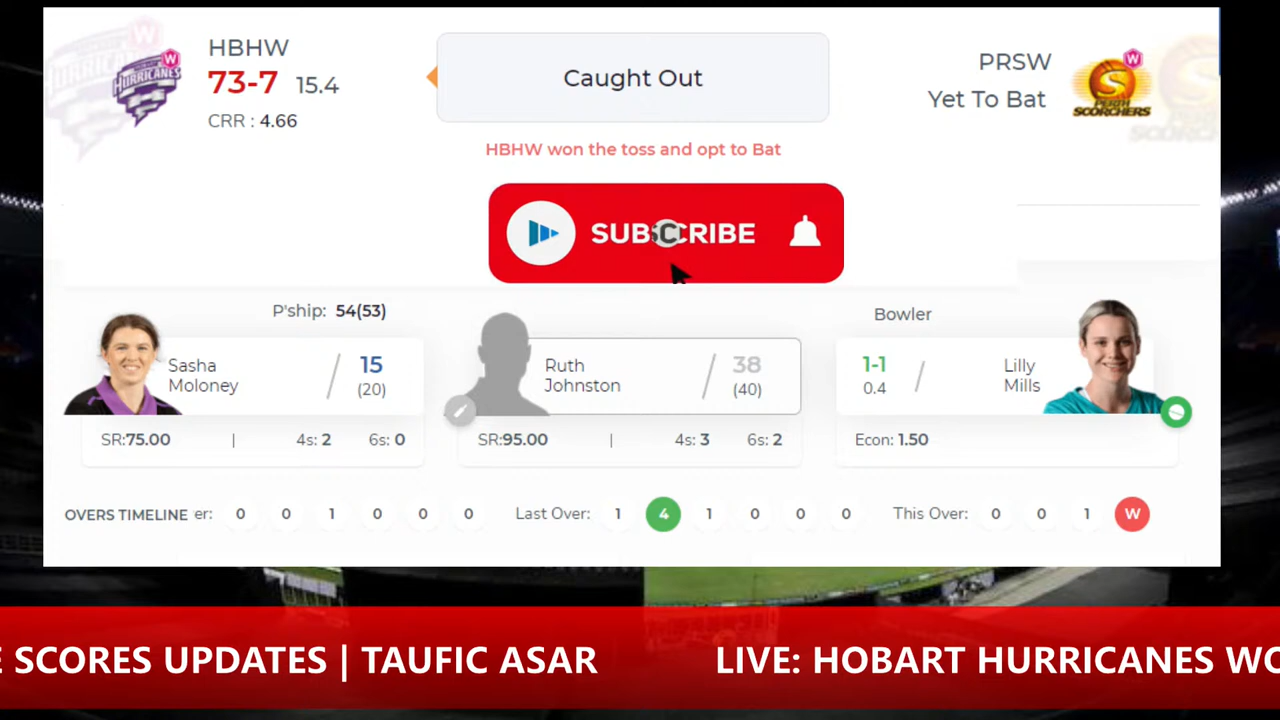 HBHW
73-7 15.4
CRR : 4.66
Caught Out
HBHW won the toss and opt to Bat
PRSW
Yet To Bat
W
HURRICANES
W
PERTH
SCORCHERS
SUBSCRIBE
P'ship: 54(53)
Bowler
Sasha
Moloney
15
(20)
Ruth
Johnston
38
(40)
1-1
0.4
Lilly
Mills
SR:75.00 | 4s: 2 6s: 0
SR:95.00 | 4s: 3 6s: 2
Econ: 1.50
OVERS TIMELINE er: 0 0 1 0 0 0 Last Over: 1 4 1 0 0 0 This Over: 0 0 1 W
E SCORES UPDATES | TAUFIC ASAR LIVE: HOBART HURRICANES WO